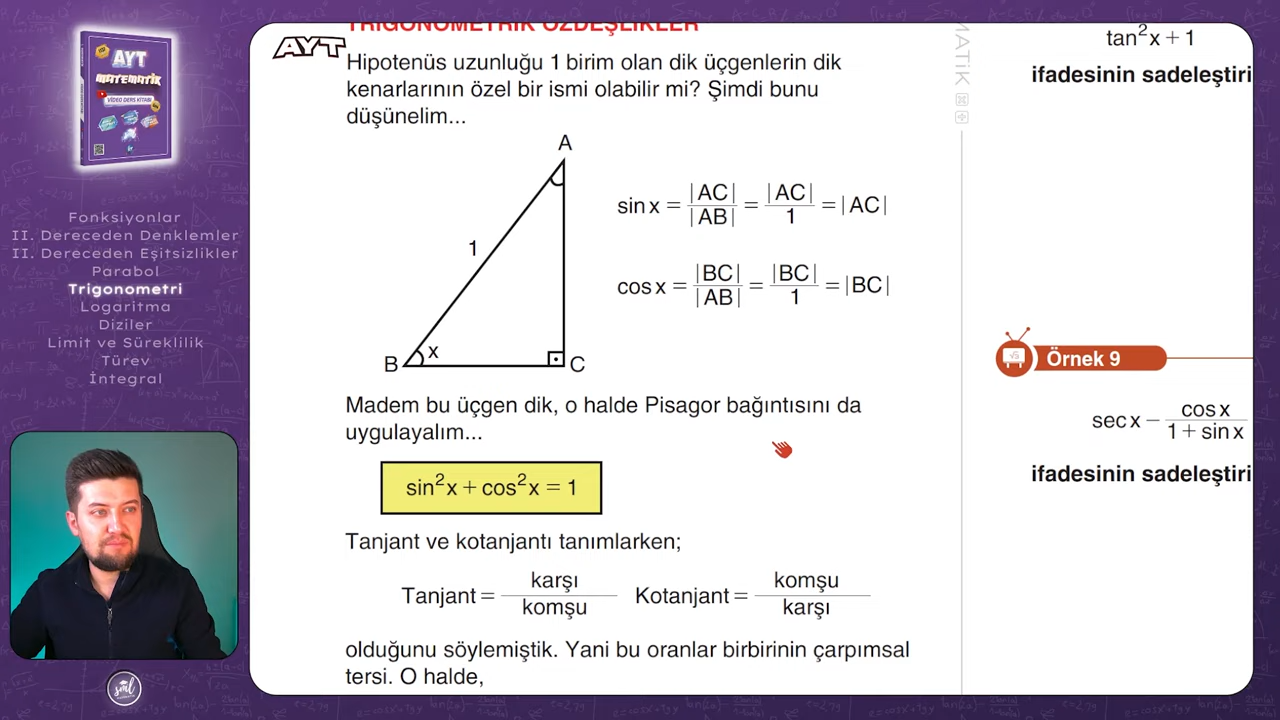 AYT
MATEMATİK
VİDEO DERS KİTABI
Fonksiyonlar
II. Dereceden Denklemler
II. Dereceden Eşitsizlikler
Parabol
Trigonometri
Logaritma
Diziler
Limit ve Süreklilik
Türev
İntegral
sml
TRİGONOMETRİK ÖZDEŞLİKLER
AYT
Hipotenüs uzunluğu 1 birim olan dik üçgenlerin dik
kenarlarının özel bir ismi olabilir mi? Şimdi bunu
düşünelim...
A
1
B
x
C
sin x = |AC| / |AB| = |AC| / 1 = |AC|
cos x = |BC| / |AB| = |BC| / 1 = |BC|
Madem bu üçgen dik, o halde Pisagor bağıntısını da
uygulayalım...
sin²x + cos²x = 1
Tanjant ve kotanjantı tanımlarken;
Tanjant = karşı / komşu Kotanjant = komşu / karşı
olduğunu söylemiştik. Yani bu oranlar birbirinin çarpımsal
tersi. O halde,
MATİK
tan²x + 1
ifadesinin sadeleştiri
Örnek 9
sec x − cos x / 1 + sin x
ifadesinin sadeleştiri